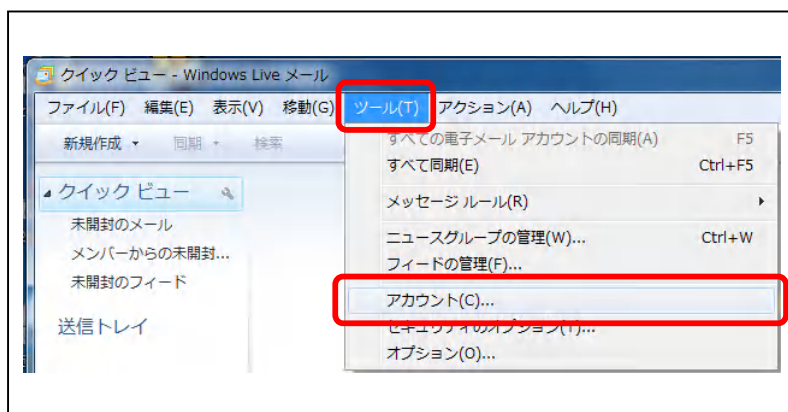 クイック ビュー - Windows Live メール
ファイル(F) 編集(E) 表示(V) 移動(G) ツール(T) アクション(A) ヘルプ(H)
新規作成 同期 検索
すべての電子メール アカウントの同期(A) F5
すべて同期(E) Ctrl+F5
メッセージ ルール(R)
ニュースグループの管理(W)... Ctrl+W
フィードの管理(F)...
アカウント(C)...
セキュリティのオプション(T)...
オプション(O)...
クイック ビュー
未開封のメール
メンバーからの未開封...
未開封のフィード
送信トレイ